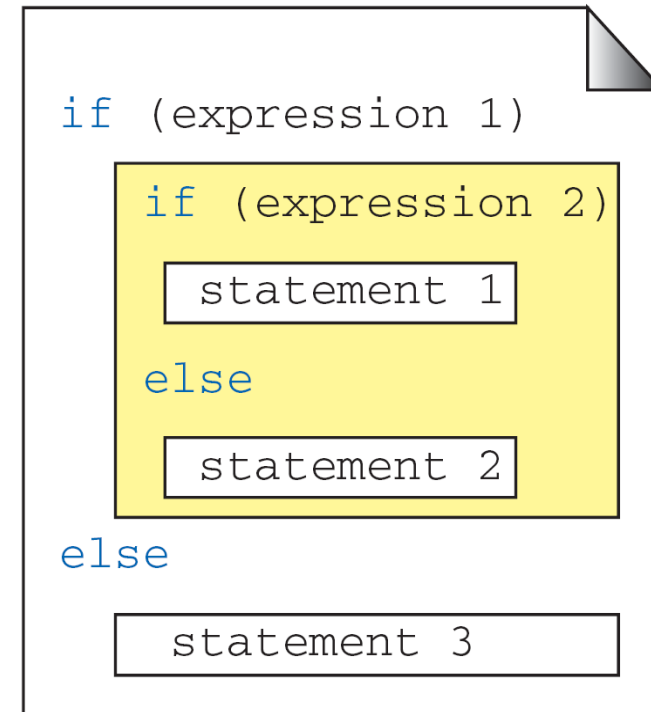 if (expression 1)
if (expression 2)
statement 1
else
statement 2
else
statement 3